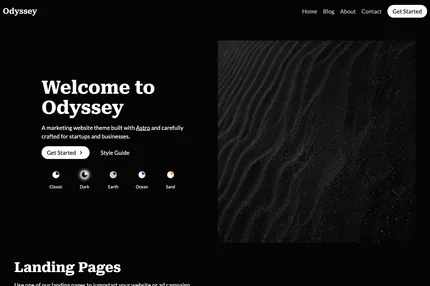 Odyssey
Home Blog About Contact Get Started
Welcome to
Odyssey
A marketing website theme built with Astro and carefully
crafted for startups and businesses.
Get Started > Style Guide
Classic Dark Earth Ocean Sand
Landing Pages
Use one of our landing pages to jumpstart your website or ad campaign